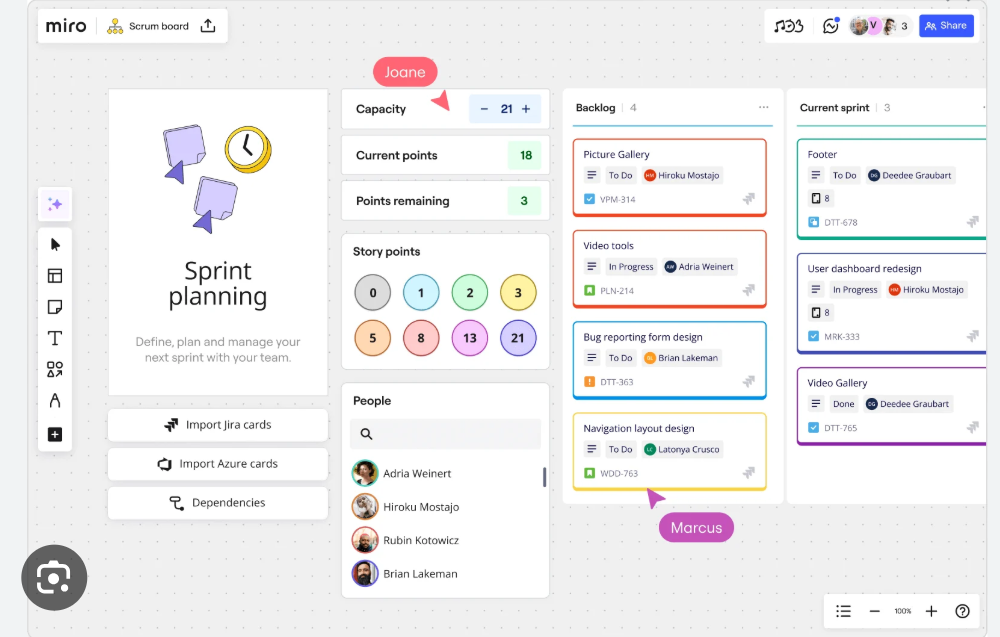 miro
Scrum board
V
3
Share
Joane
Sprint
planning
Define, plan and manage your
next sprint with your team.
Import Jira cards
Import Azure cards
Dependencies
Capacity
− 21 +
Current points
18
Points remaining
3
Story points
0 1 2 3
5 8 13 21
People
Adria Weinert
Hiroku Mostajo
Rubin Kotowicz
Brian Lakeman
Backlog 4
Picture Gallery
To Do HM Hiroku Mostajo
VPM-314
Video tools
In Progress AW Adria Weinert
PLN-214
Bug reporting form design
To Do BL Brian Lakeman
DTT-363
Navigation layout design
To Do LC Latonya Crusco
WDD-763
Marcus
Current sprint 3
Footer
To Do DG Deedee Graubart
8
DTT-678
User dashboard redesign
In Progress HM Hiroku Mostajo
8
MRK-333
Video Gallery
Done DG Deedee Graubart
DTT-765
− 100% + ?